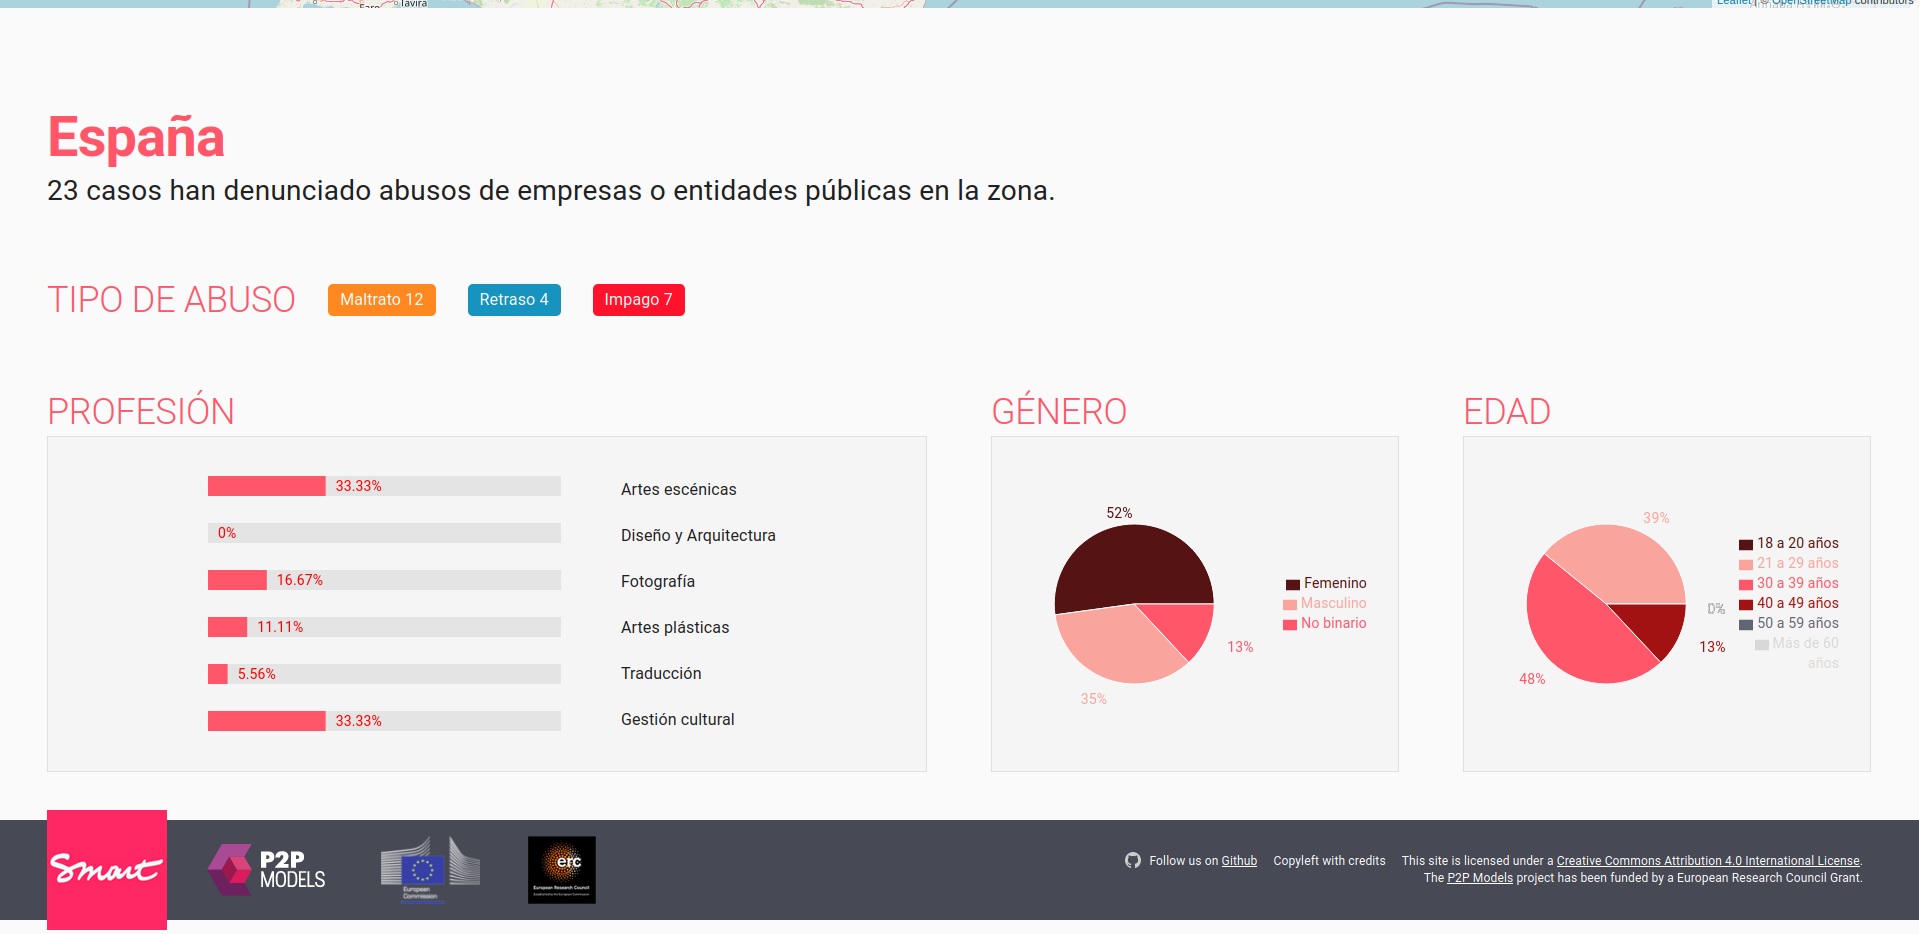 Tavira
Leaflet | © OpenStreetMap contributors
España
23 casos han denunciado abusos de empresas o entidades públicas en la zona.
TIPO DE ABUSO
Maltrato 12
Retraso 4
Impago 7
PROFESIÓN
33.33%
Artes escénicas
0%
Diseño y Arquitectura
16.67%
Fotografía
11.11%
Artes plásticas
5.56%
Traducción
33.33%
Gestión cultural
GÉNERO
52%
13%
35%
Femenino
Masculino
No binario
EDAD
39%
0%
13%
48%
18 a 20 años
21 a 29 años
30 a 39 años
40 a 49 años
50 a 59 años
Más de 60
años
Smart
P2P
MODELS
European
Commission
erc
European Research Council
Follow us on Github
Copyleft with credits
This site is licensed under a Creative Commons Attribution 4.0 International License.
The P2P Models project has been funded by a European Research Council Grant.